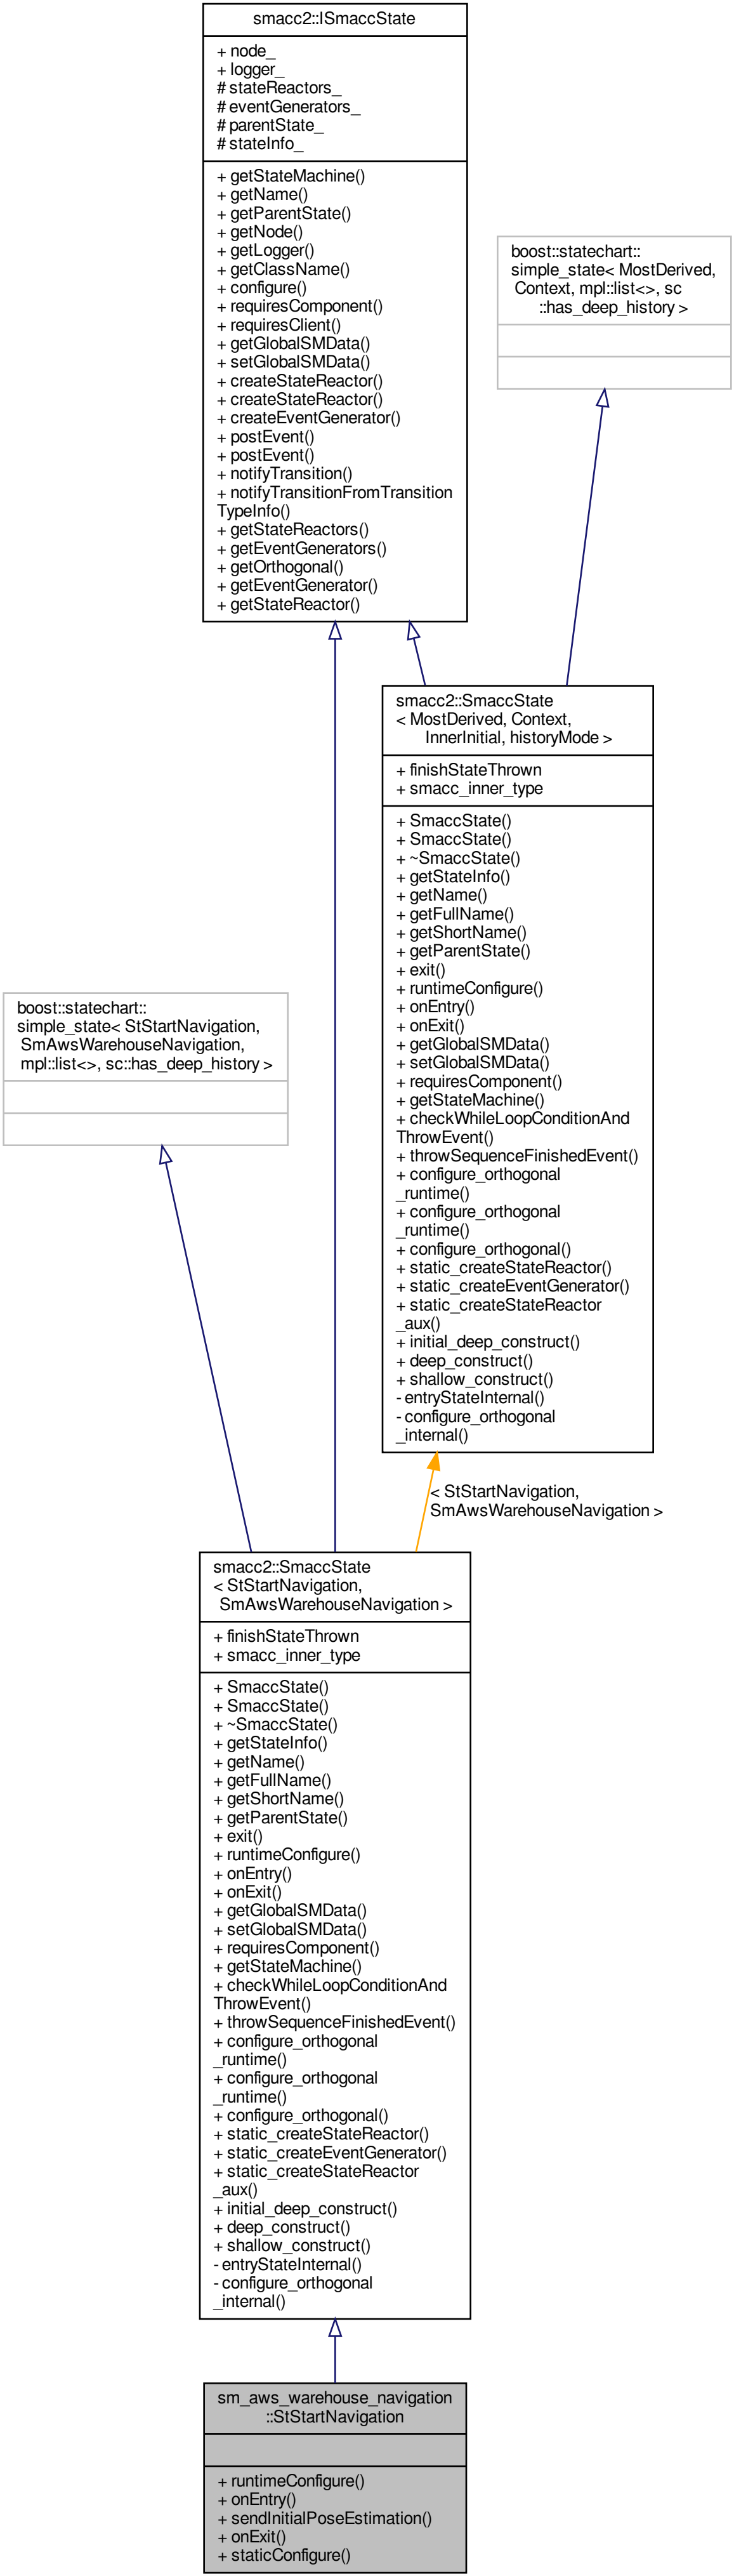 smacc2::ISmaccState
+ node_
+ logger_
# stateReactors_
# eventGenerators_
# parentState_
# stateInfo_
+ getStateMachine()
+ getName()
+ getParentState()
+ getNode()
+ getLogger()
+ getClassName()
+ configure()
+ requiresComponent()
+ requiresClient()
+ getGlobalSMData()
+ setGlobalSMData()
+ createStateReactor()
+ createStateReactor()
+ createEventGenerator()
+ postEvent()
+ postEvent()
+ notifyTransition()
+ notifyTransitionFromTransition
TypeInfo()
+ getStateReactors()
+ getEventGenerators()
+ getOrthogonal()
+ getEventGenerator()
+ getStateReactor()
boost::statechart::
simple_state< MostDerived,
Context, mpl::list<>, sc
::has_deep_history >
smacc2::SmaccState
< MostDerived, Context,
InnerInitial, historyMode >
+ finishStateThrown
+ smacc_inner_type
+ SmaccState()
+ SmaccState()
+ ~SmaccState()
+ getStateInfo()
+ getName()
+ getFullName()
+ getShortName()
+ getParentState()
+ exit()
+ runtimeConfigure()
+ onEntry()
+ onExit()
+ getGlobalSMData()
+ setGlobalSMData()
+ requiresComponent()
+ getStateMachine()
+ checkWhileLoopConditionAnd
ThrowEvent()
+ throwSequenceFinishedEvent()
+ configure_orthogonal
_runtime()
+ configure_orthogonal
_runtime()
+ configure_orthogonal()
+ static_createStateReactor()
+ static_createEventGenerator()
+ static_createStateReactor
_aux()
+ initial_deep_construct()
+ deep_construct()
+ shallow_construct()
- entryStateInternal()
- configure_orthogonal
_internal()
boost::statechart::
simple_state< StStartNavigation,
SmAwsWarehouseNavigation,
mpl::list<>, sc::has_deep_history >
< StStartNavigation,
SmAwsWarehouseNavigation >
smacc2::SmaccState
< StStartNavigation,
SmAwsWarehouseNavigation >
+ finishStateThrown
+ smacc_inner_type
+ SmaccState()
+ SmaccState()
+ ~SmaccState()
+ getStateInfo()
+ getName()
+ getFullName()
+ getShortName()
+ getParentState()
+ exit()
+ runtimeConfigure()
+ onEntry()
+ onExit()
+ getGlobalSMData()
+ setGlobalSMData()
+ requiresComponent()
+ getStateMachine()
+ checkWhileLoopConditionAnd
ThrowEvent()
+ throwSequenceFinishedEvent()
+ configure_orthogonal
_runtime()
+ configure_orthogonal
_runtime()
+ configure_orthogonal()
+ static_createStateReactor()
+ static_createEventGenerator()
+ static_createStateReactor
_aux()
+ initial_deep_construct()
+ deep_construct()
+ shallow_construct()
- entryStateInternal()
- configure_orthogonal
_internal()
sm_aws_warehouse_navigation
::StStartNavigation
+ runtimeConfigure()
+ onEntry()
+ sendInitialPoseEstimation()
+ onExit()
+ staticConfigure()